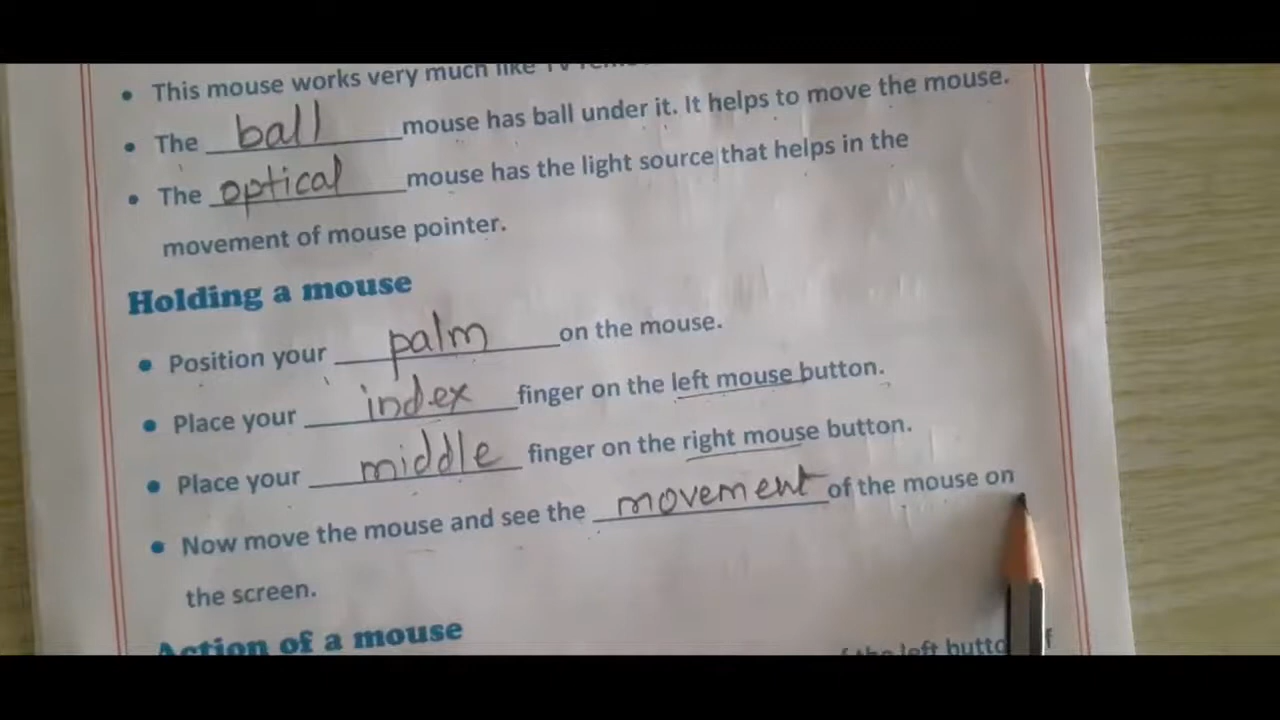 • This mouse works very much like TV
• The ball mouse has ball under it. It helps to move the mouse.
• The optical mouse has the light source that helps in the
movement of mouse pointer.
Holding a mouse
• Position your palm on the mouse.
• Place your index finger on the left mouse button.
• Place your middle finger on the right mouse button.
• Now move the mouse and see the movement of the mouse on
the screen.
Action of a mouse
the left